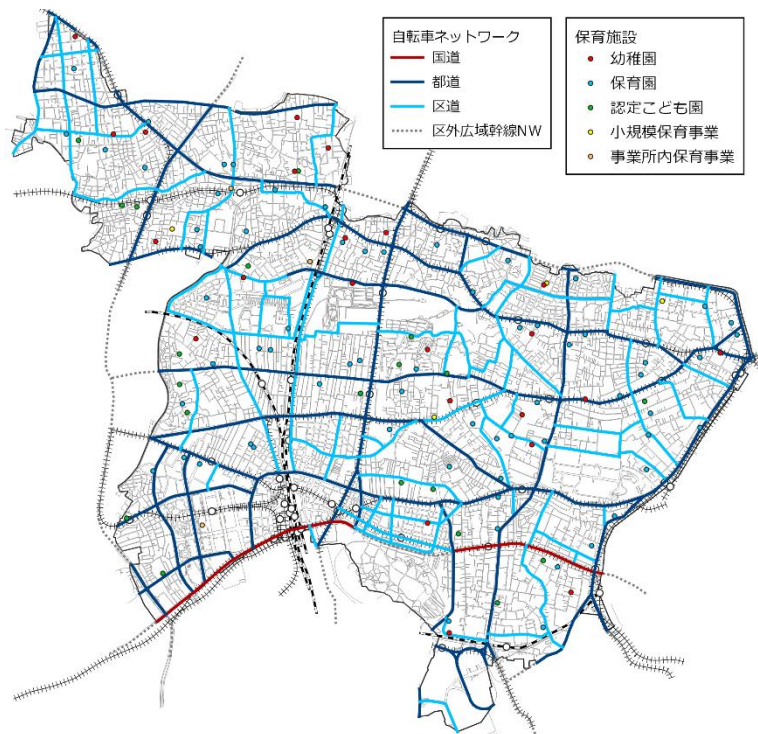 自転車ネットワーク
国道
都道
区道
区外広域幹線NW
保育施設
幼稚園
保育園
認定こども園
小規模保育事業
事業所内保育事業